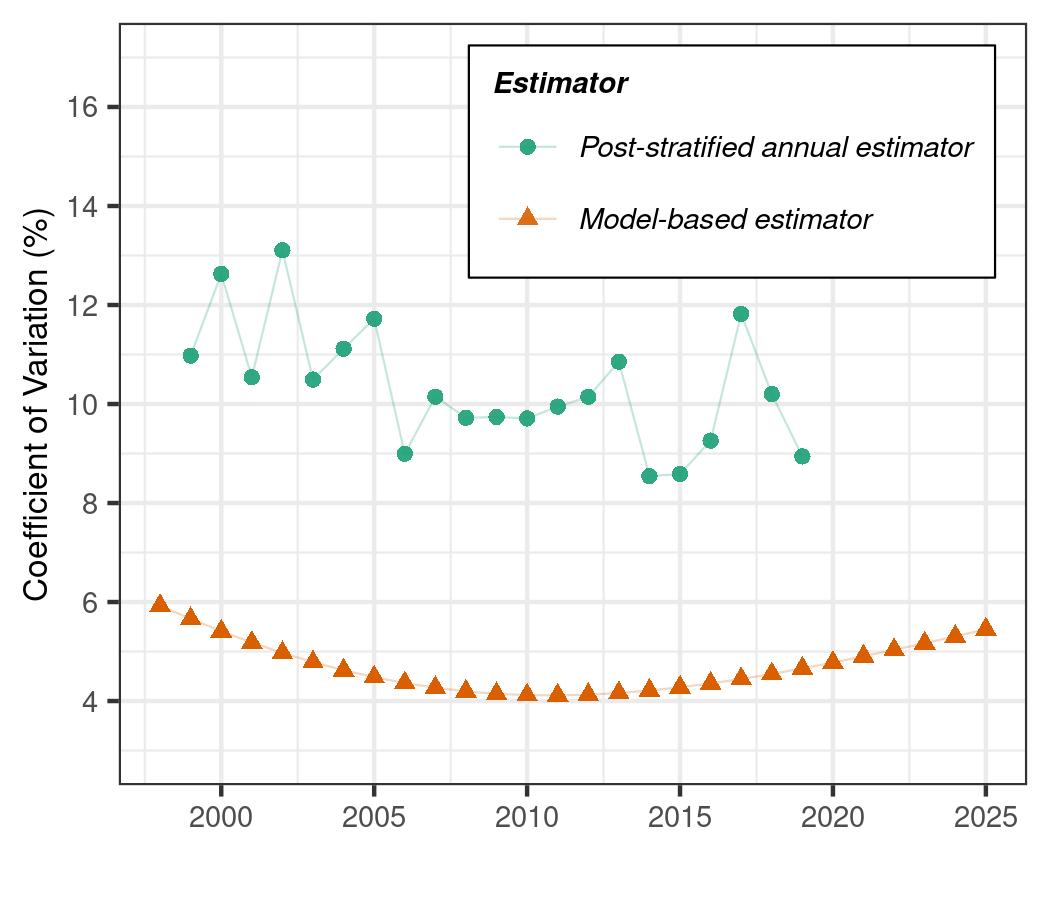 Estimator
Post-stratified annual estimator
Model-based estimator
Coefficient of Variation (%)
16
14
12
10
8
6
4
2000 2005 2010 2015 2020 2025